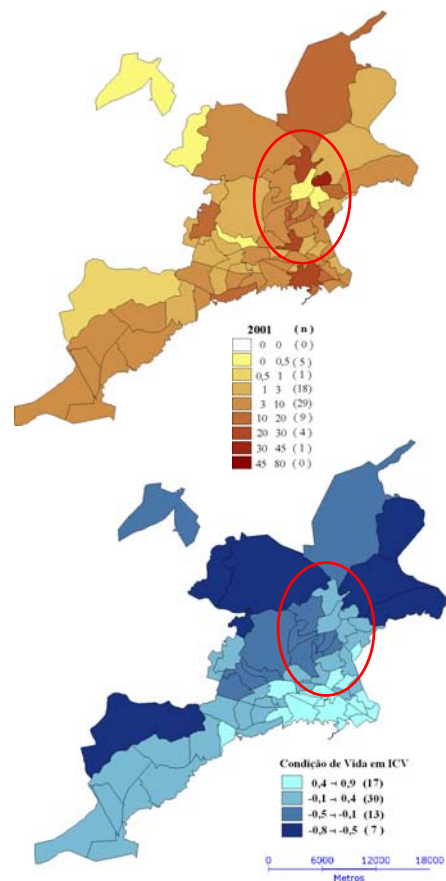 2001 ( n )
0 0 ( 0 )
0 0,5 ( 5 )
0,5 1 ( 1 )
1 3 (18)
3 10 (29)
10 20 ( 9 )
20 30 ( 4 )
30 45 ( 1 )
45 80 ( 0 )
Condição de Vida em ICV
0,4 ⊣ 0,9 (17)
-0,1 ⊣ 0,4 (30)
-0,5 ⊣ -0,1 (13)
-0,8 ⊣ -0,5 ( 7 )
0 6000 12000 18000
Metros